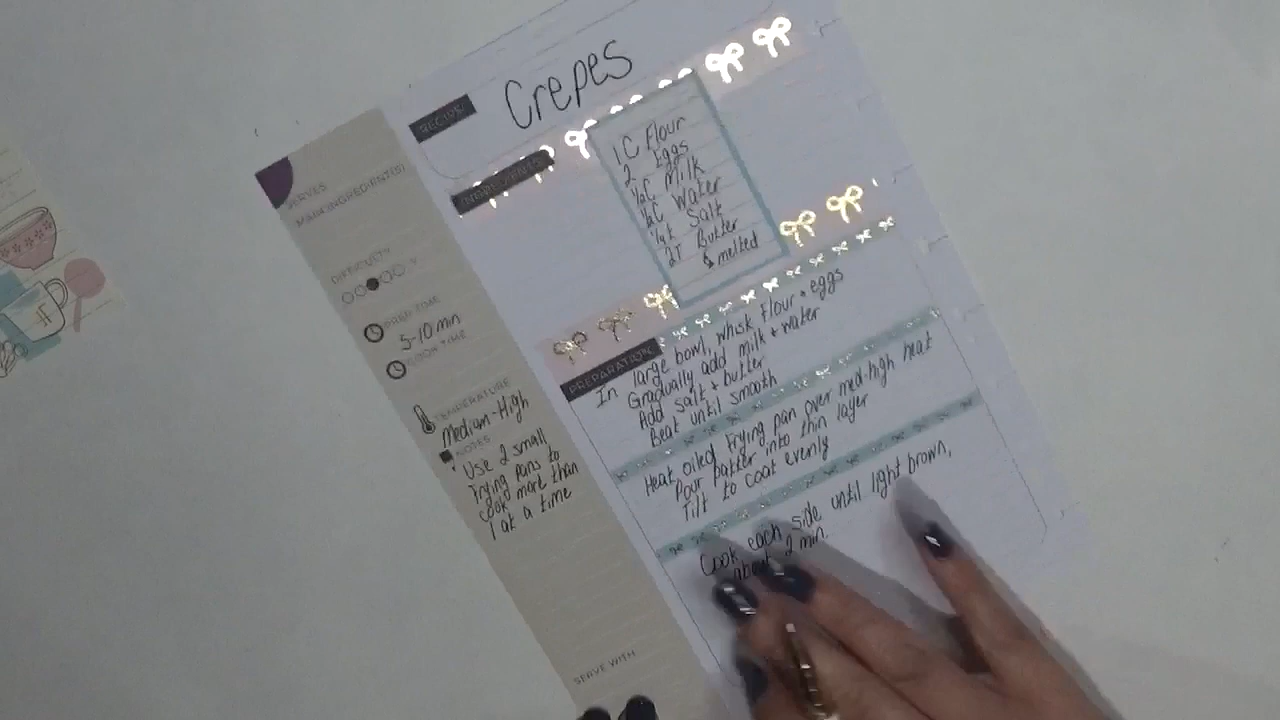 RECIPE
Crepes
INGREDIENTS
1 C Flour
2 Eggs
1/2C Milk
1/2C Water
1/4t Salt
2T Butter
melted
SERVES
MAIN INGREDIENT(S)
DIFFICULTY
PREP TIME
5-10 min
COOK TIME
TEMPERATURE
Medium-High
NOTES
Use 2 small
frying pans to
cook more than
1 at a time
SERVE WITH
PREPARATION
In large bowl, whisk flour + eggs
Gradually add milk + water
Add salt + butter
Beat until smooth
Heat oiled frying pan over med-high heat
Pour batter into thin layer
Tilt to coat evenly
Cook each side until light brown,
about 2 min.